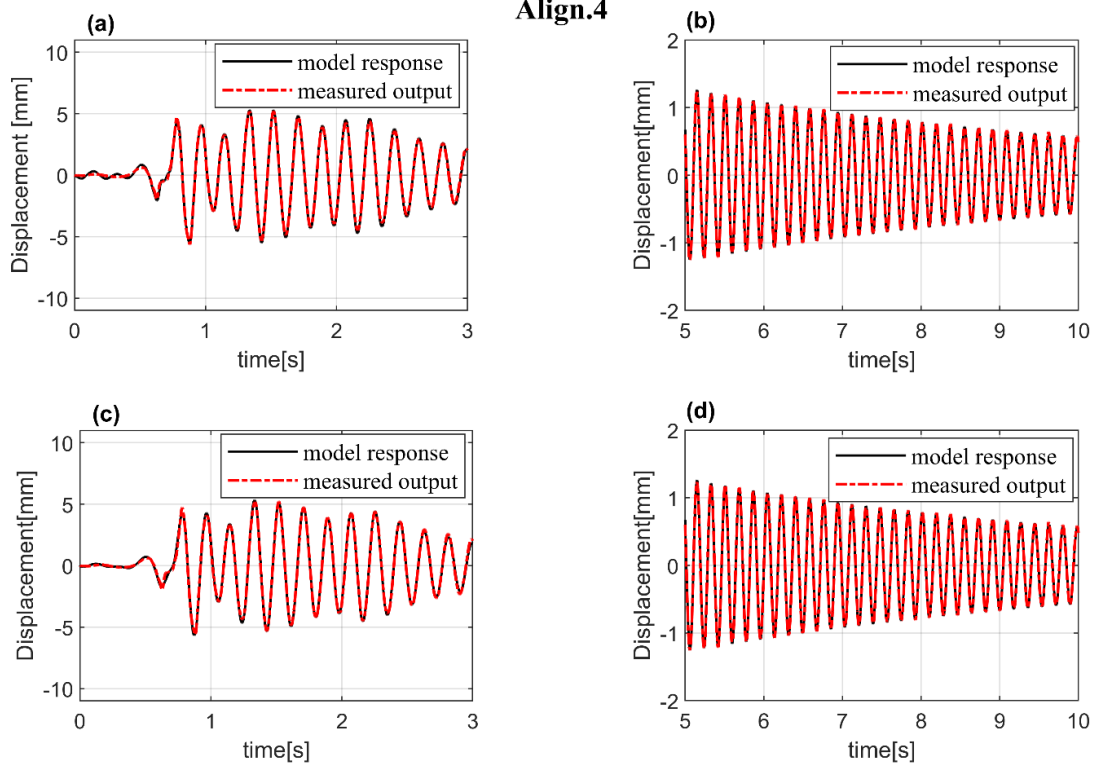 Align.4
(a)
10
5
0
-5
-10
Displacement [mm]
model response
measured output
0 1 2 3
time[s]
(b)
2
1
0
-1
-2
Displacement[mm]
model response
measured output
5 6 7 8 9 10
time[s]
(c)
10
5
0
-5
-10
Displacement[mm]
model response
measured output
0 1 2 3
time[s]
(d)
2
1
0
-1
-2
Displacement[mm]
model response
measured output
5 6 7 8 9 10
time[s]